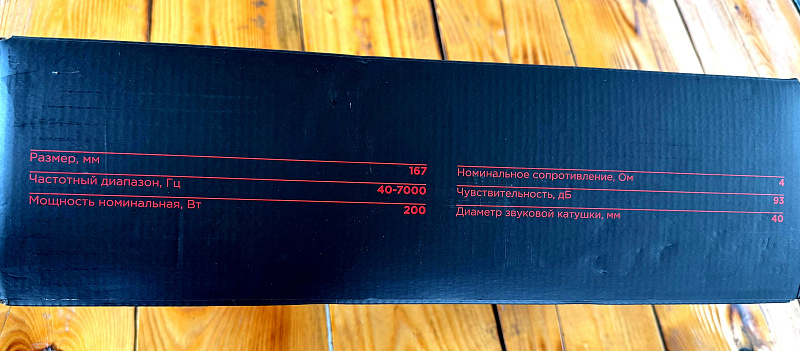 Размер, мм 167
Частотный диапазон, Гц 40-7000
Мощность номинальная, Вт 200
Номинальное сопротивление, Ом 4
Чувствительность, дБ 93
Диаметр звуковой катушки, мм 40